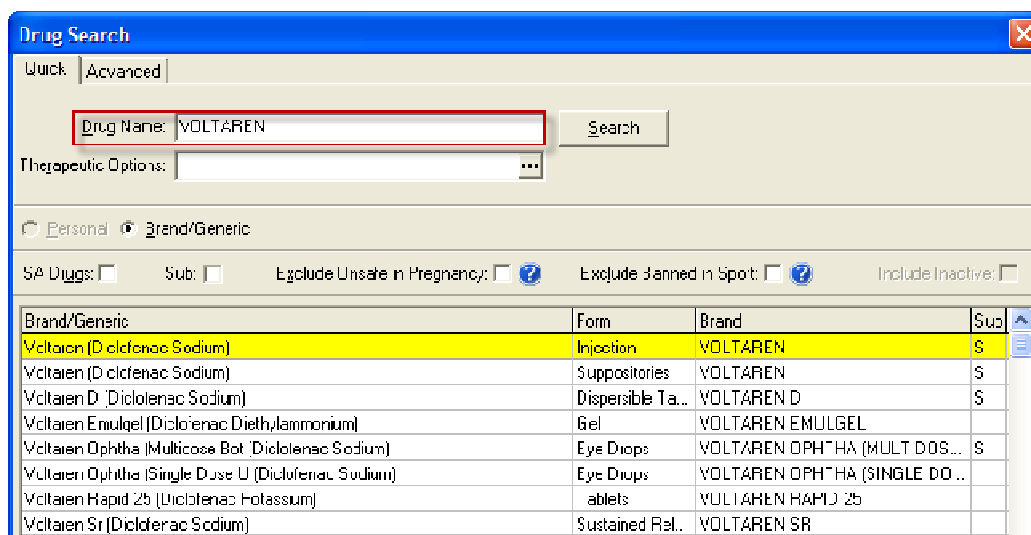 Drug Search
Quick Advanced
Drug Name: VOLTAREN Search
Therapeutic Options: ...
Personal Brand/Generic
SA Drugs: Sub: Exclude Unsafe in Pregnancy: ? Exclude Banned in Sport: ? Include Inactive:
Brand/Generic Form Brand Sub
Voltaren (Diclofenac Sodium) Injection VOLTAREN S
Voltaren (Diclofenac Sodium) Suppositories VOLTAREN S
Voltaren D (Diclofenac Sodium) Dispersible Ta... VOLTAREN D S
Voltaren Emulgel (Diclofenac Diethylammonium) Gel VOLTAREN EMULGEL
Voltaren Ophtha (Multidose Bot (Diclofenac Sodium) Eye Drops VOLTAREN OPHTHA (MULTI DOS... S
Voltaren Ophtha (Single Dose U (Diclofenac Sodium) Eye Drops VOLTAREN OPHTHA (SINGLE DO...
Voltaren Rapid 25 (Diclofenac Potassium) Tablets VOLTAREN RAPID 25
Voltaren Sr (Diclofenac Sodium) Sustained Rel... VOLTAREN SR